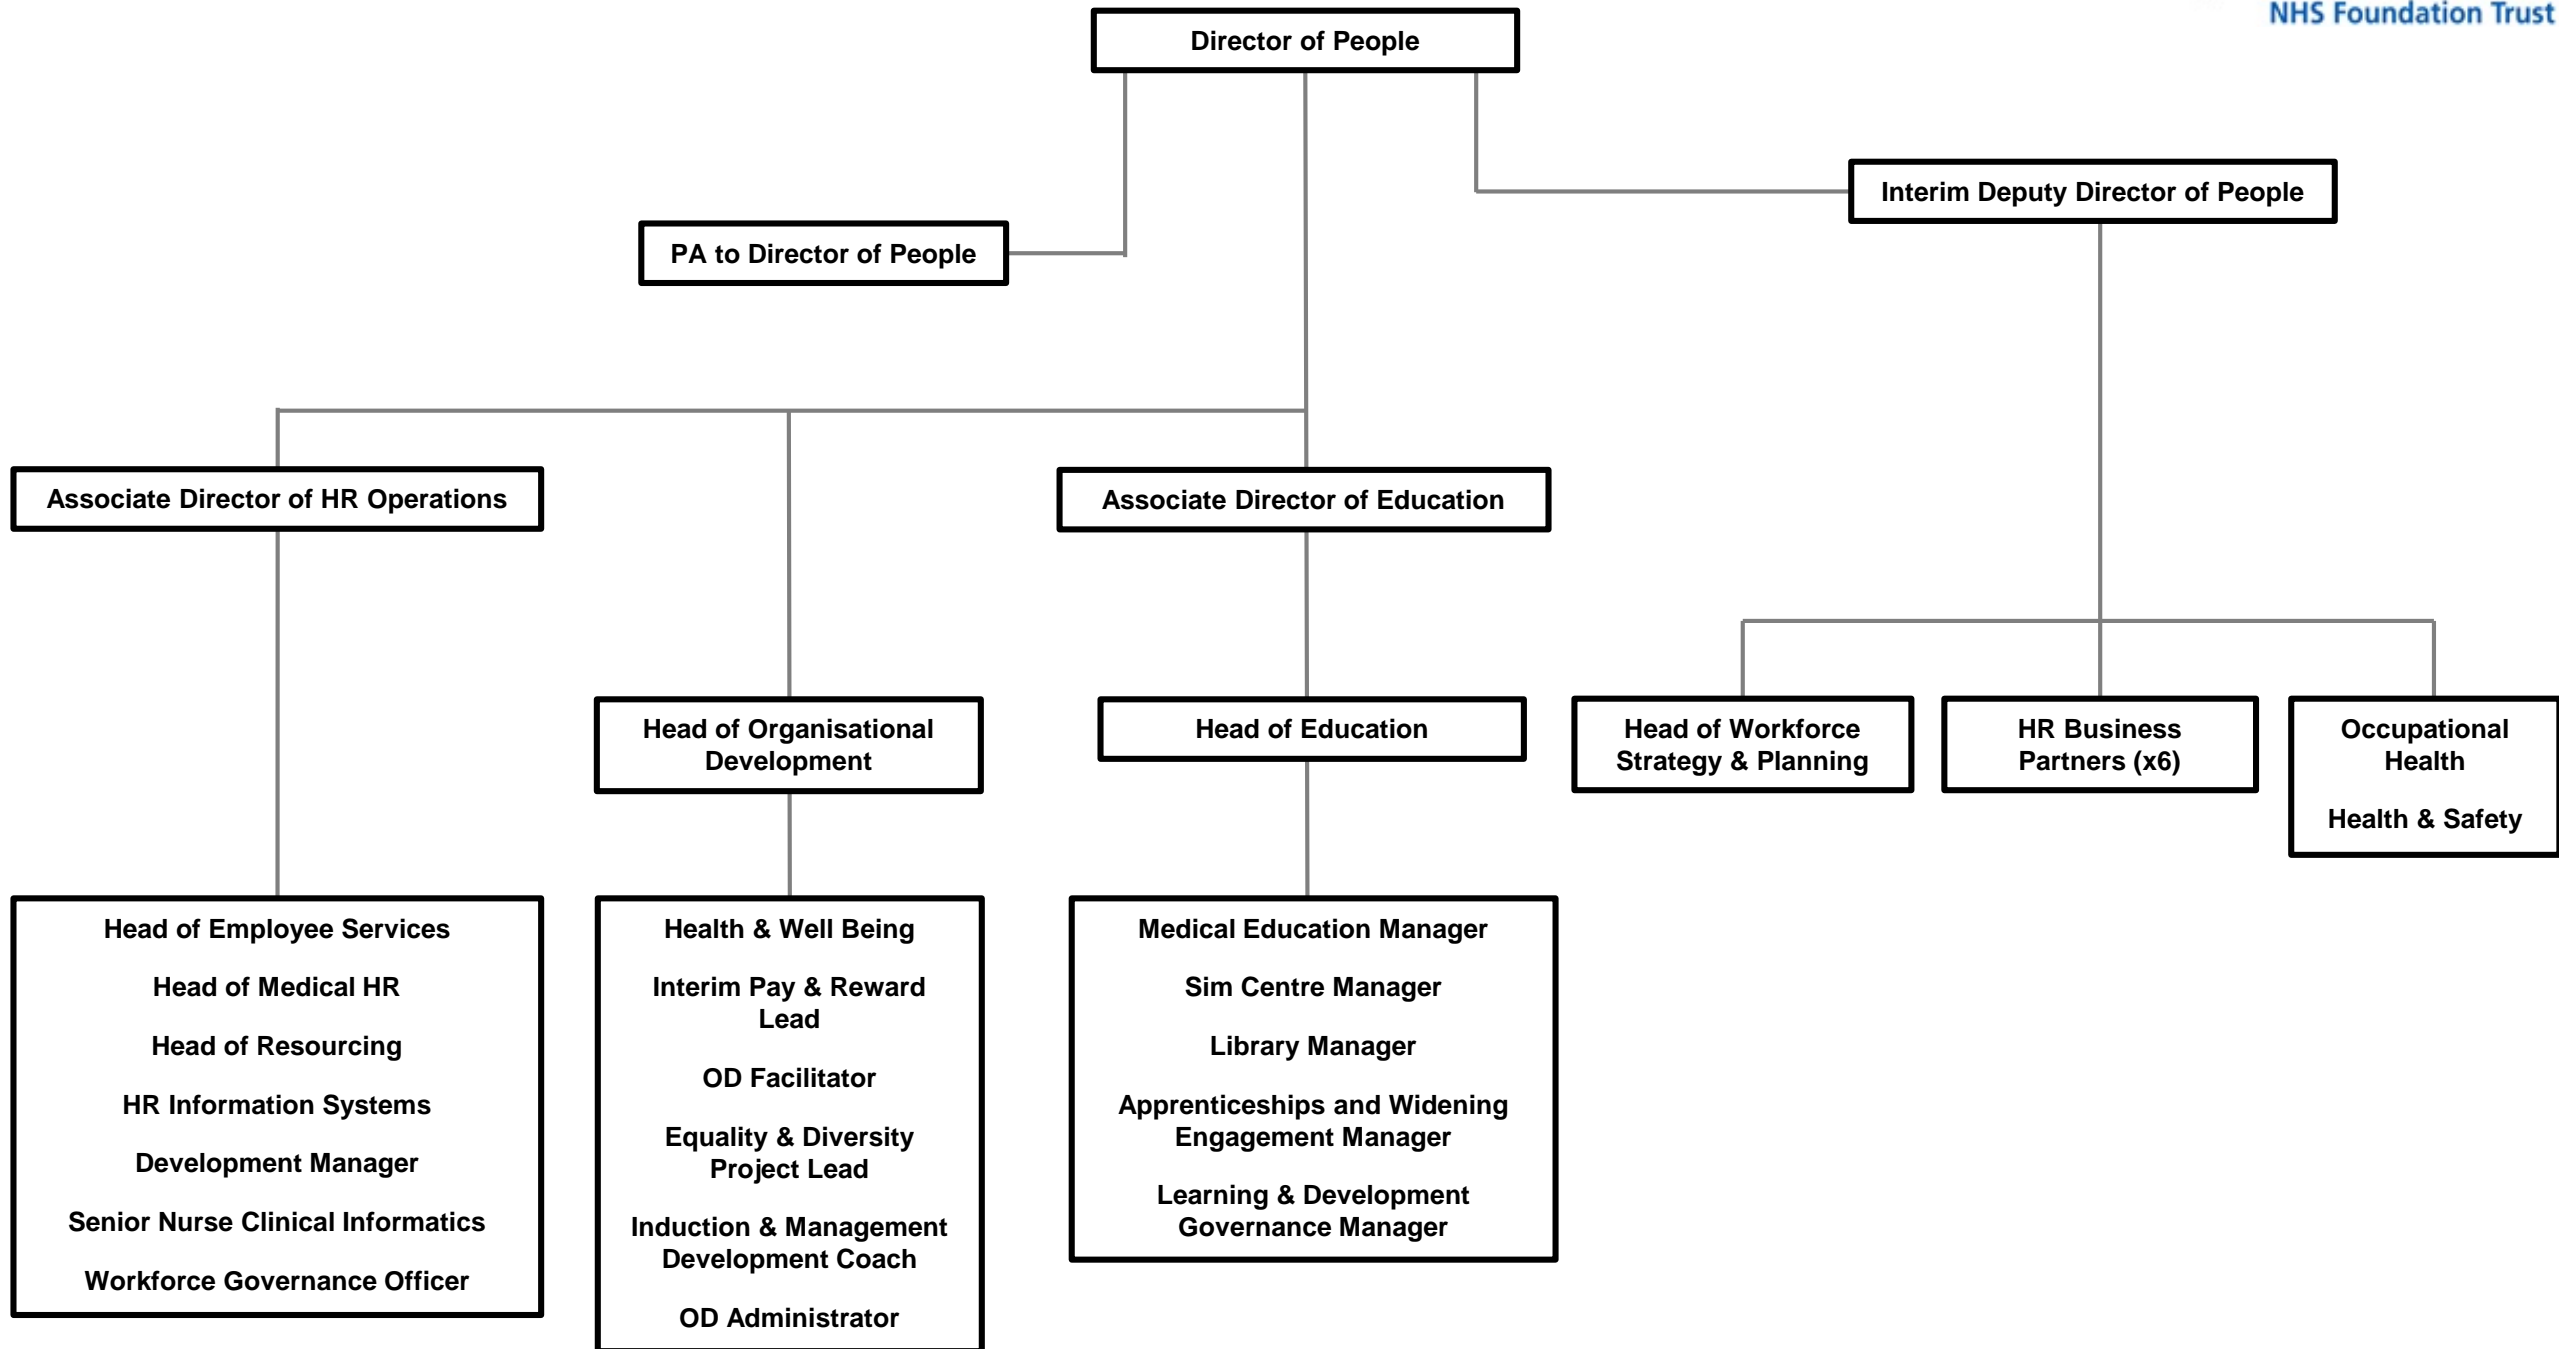 NHS Foundation Trust
Director of People
Interim Deputy Director of People
PA to Director of People
Associate Director of HR Operations
Associate Director of Education
Head of Organisational
Development
Head of Education
Head of Workforce
Strategy & Planning
HR Business
Partners (x6)
Occupational
Health
Health & Safety
Head of Employee Services
Head of Medical HR
Head of Resourcing
HR Information Systems
Development Manager
Senior Nurse Clinical Informatics
Workforce Governance Officer
Health & Well Being
Interim Pay & Reward
Lead
OD Facilitator
Equality & Diversity
Project Lead
Induction & Management
Development Coach
OD Administrator
Medical Education Manager
Sim Centre Manager
Library Manager
Apprenticeships and Widening
Engagement Manager
Learning & Development
Governance Manager